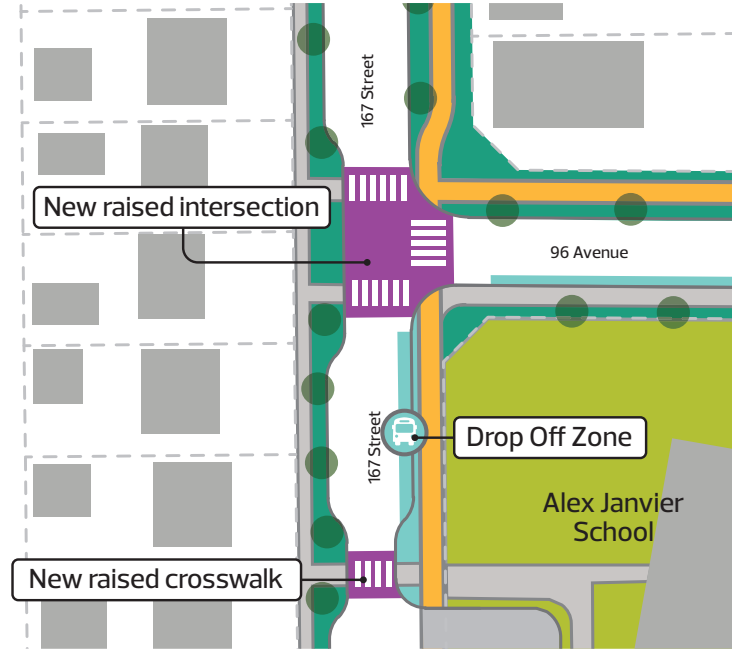 167 Street
New raised intersection
96 Avenue
167 Street
Drop Off Zone
Alex Janvier
School
New raised crosswalk